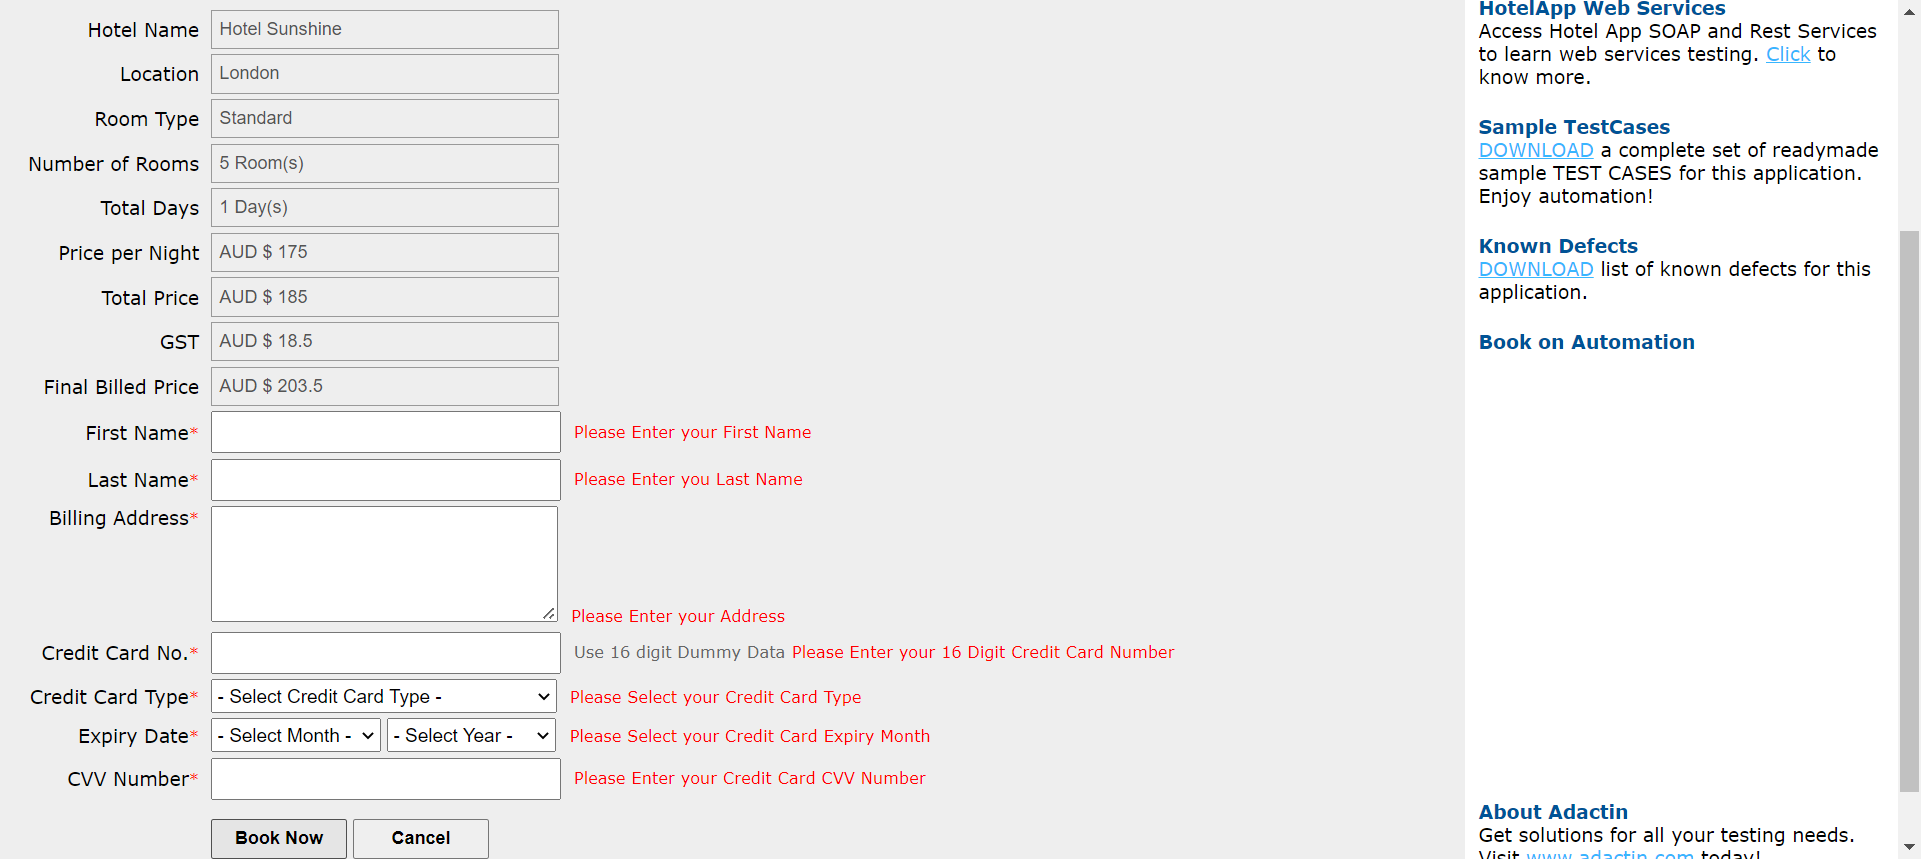 Hotel Name Hotel Sunshine
Location London
Room Type Standard
Number of Rooms 5 Room(s)
Total Days 1 Day(s)
Price per Night AUD $ 175
Total Price AUD $ 185
GST AUD $ 18.5
Final Billed Price AUD $ 203.5
First Name* Please Enter your First Name
Last Name* Please Enter you Last Name
Billing Address* Please Enter your Address
Credit Card No.* Use 16 digit Dummy Data Please Enter your 16 Digit Credit Card Number
Credit Card Type* - Select Credit Card Type - Please Select your Credit Card Type
Expiry Date* - Select Month - - Select Year - Please Select your Credit Card Expiry Month
CVV Number* Please Enter your Credit Card CVV Number
Book Now Cancel
HotelApp Web Services
Access Hotel App SOAP and Rest Services
to learn web services testing. Click to
know more.
Sample TestCases
DOWNLOAD a complete set of readymade
sample TEST CASES for this application.
Enjoy automation!
Known Defects
DOWNLOAD list of known defects for this
application.
Book on Automation
About Adactin
Get solutions for all your testing needs.
Visit www.adactin.com today!